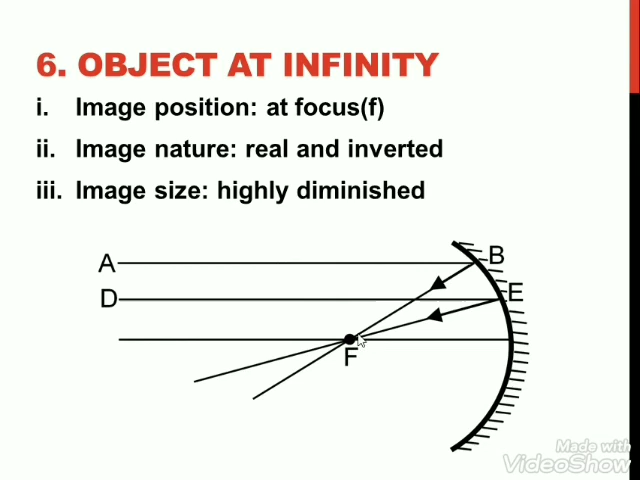 6. OBJECT AT INFINITY
i. Image position: at focus(f)
ii. Image nature: real and inverted
iii. Image size: highly diminished
A
B
D
E
F
Made with
VideoShow